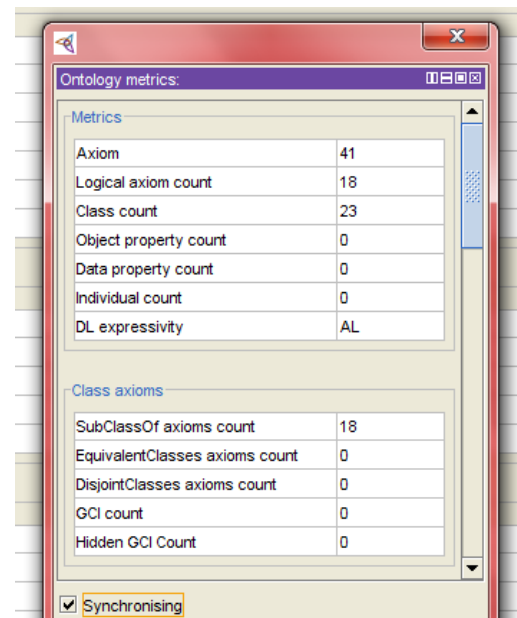 Ontology metrics:
Metrics
Axiom 41
Logical axiom count 18
Class count 23
Object property count 0
Data property count 0
Individual count 0
DL expressivity AL
Class axioms
SubClassOf axioms count 18
EquivalentClasses axioms count 0
DisjointClasses axioms count 0
GCI count 0
Hidden GCI Count 0
Synchronising